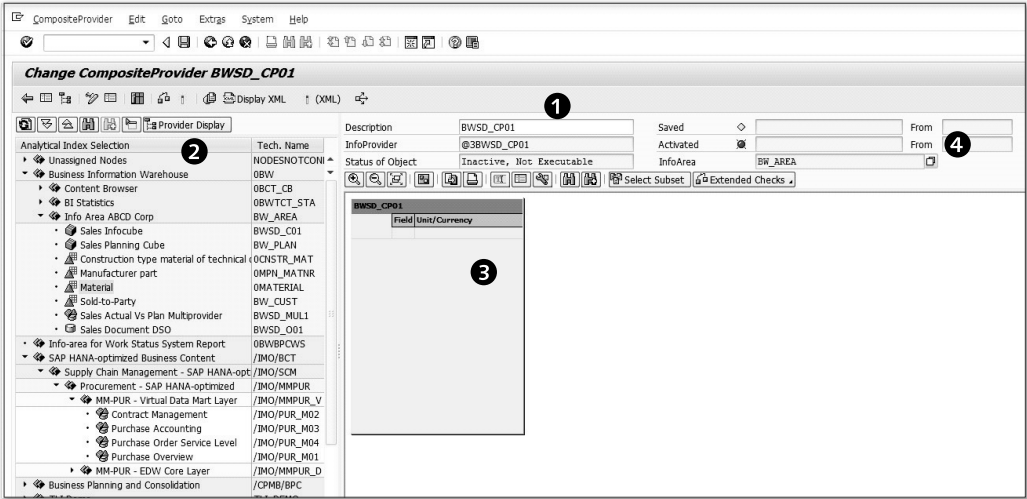 CompositeProvider Edit Goto Extras System Help
Change CompositeProvider BWSD_CP01
Display XML (XML)
1
Provider Display
Analytical Index Selection Tech. Name
2
Unassigned Nodes NODESNOTCONI
Business Information Warehouse 0BW
Content Browser 0BCT_CB
BI Statistics 0BWTCT_STA
Info Area ABCD Corp BW_AREA
Sales Infocube BWSD_C01
Sales Planning Cube BW_PLAN
Construction type material of technical 0CNSTR_MAT
Manufacturer part 0MPN_MATNR
Material 0MATERIAL
Sold-to-Party BW_CUST
Sales Actual Vs Plan Multiprovider BWSD_MUL1
Sales Document DSO BWSD_O01
Info-area for Work Status System Report 0BWBPCWS
SAP HANA-optimized Business Content /IMO/BCT
Supply Chain Management - SAP HANA-opt /IMO/SCM
Procurement - SAP HANA-optimized /IMO/MMPUR
MM-PUR - Virtual Data Mart Layer /IMO/MMPUR_V
Contract Management /IMO/PUR_M02
Purchase Accounting /IMO/PUR_M03
Purchase Order Service Level /IMO/PUR_M04
Purchase Overview /IMO/PUR_M01
MM-PUR - EDW Core Layer /IMO/MMPUR_D
Business Planning and Consolidation /CPMB/BPC
Description BWSD_CP01 Saved From
InfoProvider @3BWSD_CP01 Activated From
4
Status of Object Inactive, Not Executable InfoArea BW_AREA
Select Subset Extended Checks
BWSD_CP01
Field Unit/Currency
3